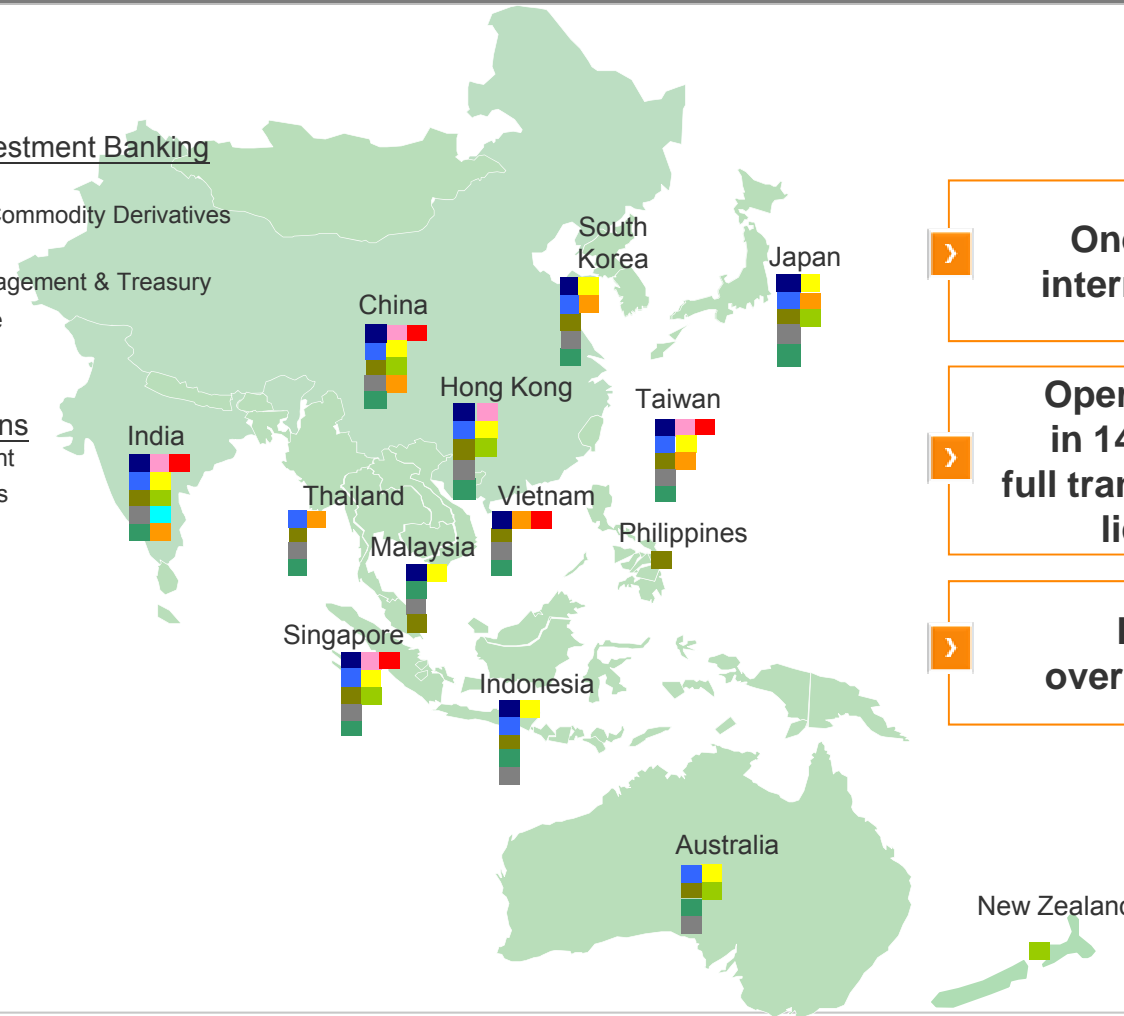 estment Banking
Commodity Derivatives
agement & Treasury
e
ns
nt
s
South
Korea
Japan
China
Hong Kong
Taiwan
India
Thailand
Vietnam
Malaysia
Philippines
Singapore
Indonesia
Australia
New Zealand
One
intern
Oper
in 14
full tran
lic
over